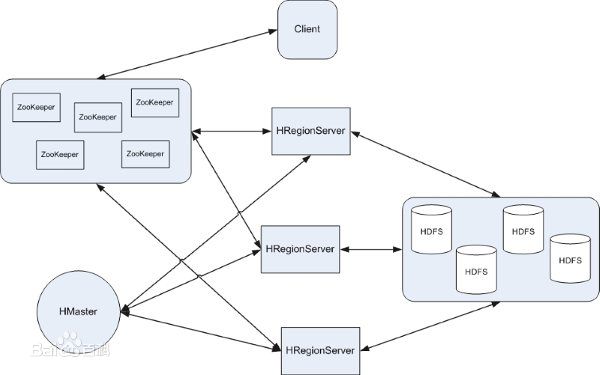 Client
ZooKeeper
ZooKeeper
ZooKeeper
ZooKeeper
ZooKeeper
HRegionServer
HRegionServer
HRegionServer
HDFS
HDFS
HDFS
HDFS
HMaster
Baidu百科